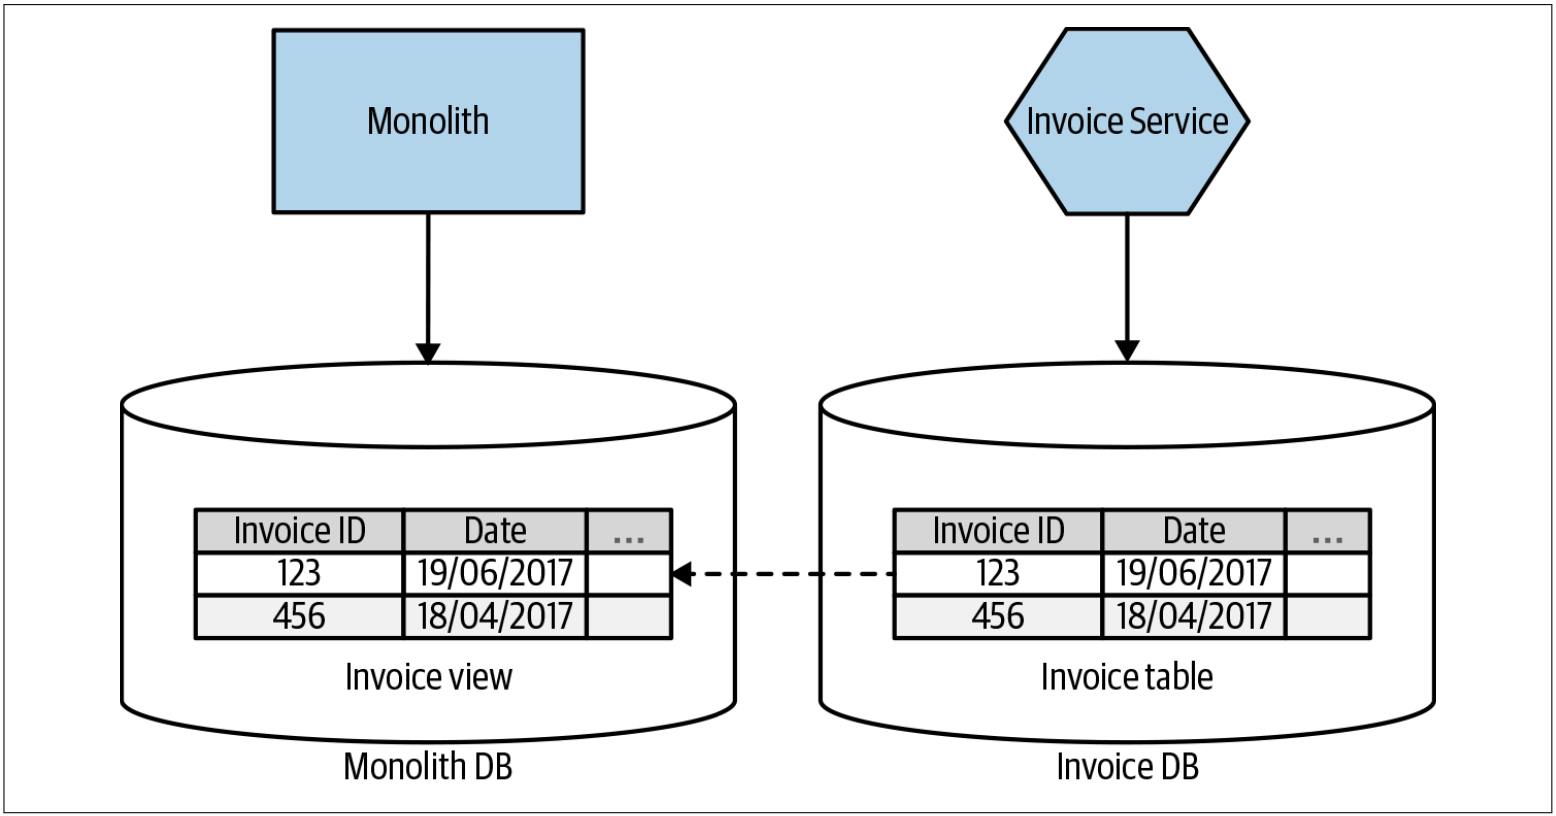 Monolith
Invoice Service
Invoice ID Date ...
123 19/06/2017
456 18/04/2017
Invoice view
Monolith DB
Invoice ID Date ...
123 19/06/2017
456 18/04/2017
Invoice table
Invoice DB